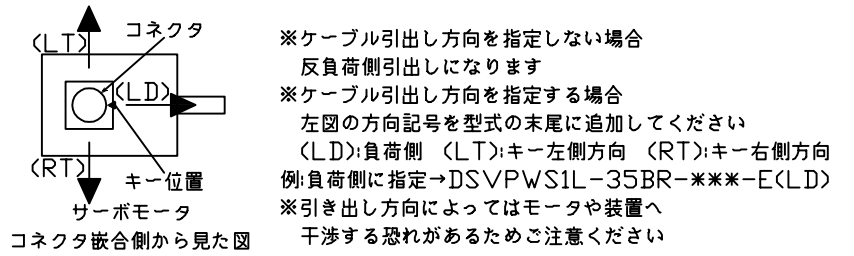 コネクタ
(LT)
(LD)
(RT)
キー位置
サーボモータ
コネクタ嵌合側から見た図
※ケーブル引出し方向を指定しない場合
反負荷側引出しになります
※ケーブル引出し方向を指定する場合
左図の方向記号を型式の末尾に追加してください
(LD):負荷側 (LT):キー左側方向 (RT):キー右側方向
例:負荷側に指定→DSVPWS1L-35BR-***-E(LD)
※引き出し方向によってはモータや装置へ
干渉する恐れがあるためご注意ください